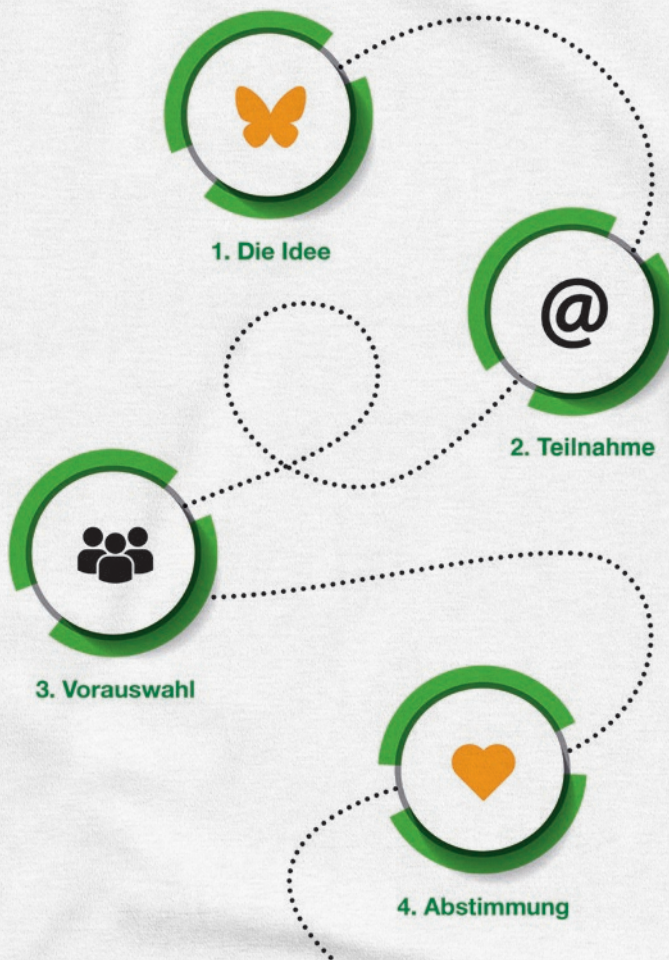 1. Die Idee
@
2. Teilnahme
3. Vorauswahl
4. Abstimmung